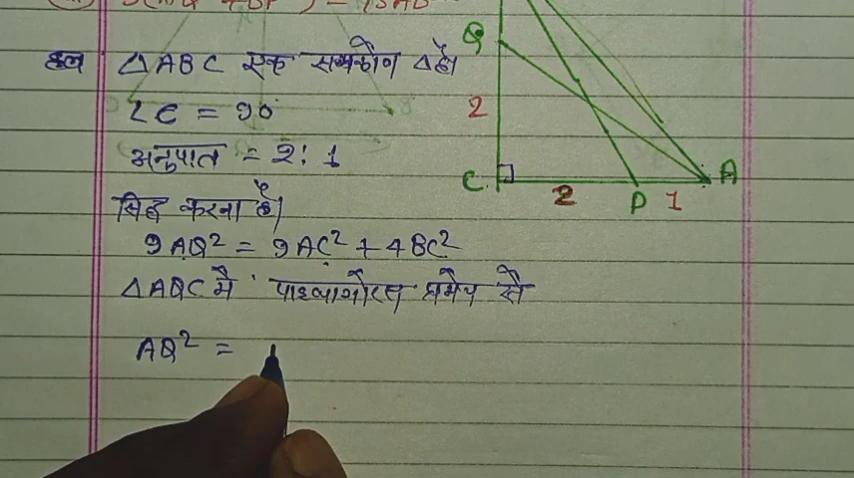 Q
हल △ABC एक समकोण △ है।
∠C = 90°
2
अनुपात = 2:1
C
A
2
P
1
सिद्ध करना है।
9AQ² = 9AC² + 4BC²
△AQC में पाइथागोरस प्रमेय से
AQ² =